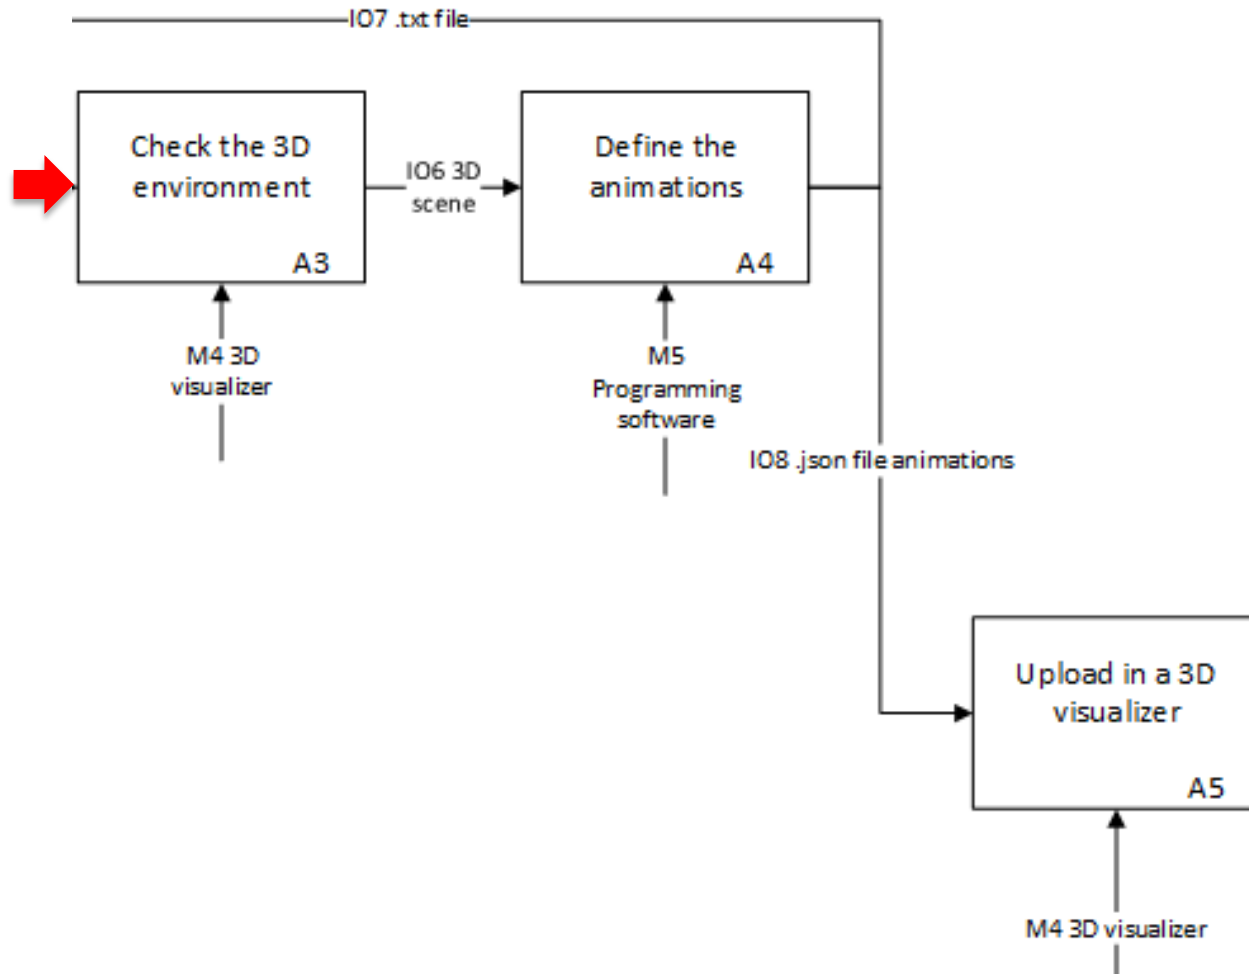 IO7 .txt file
Check the 3D
environment
A3
IO6 3D
scene
Define the
animations
A4
M4 3D
visualizer
M5
Programming
software
IO8 .json file animations
Upload in a 3D
visualizer
A5
M4 3D visualizer